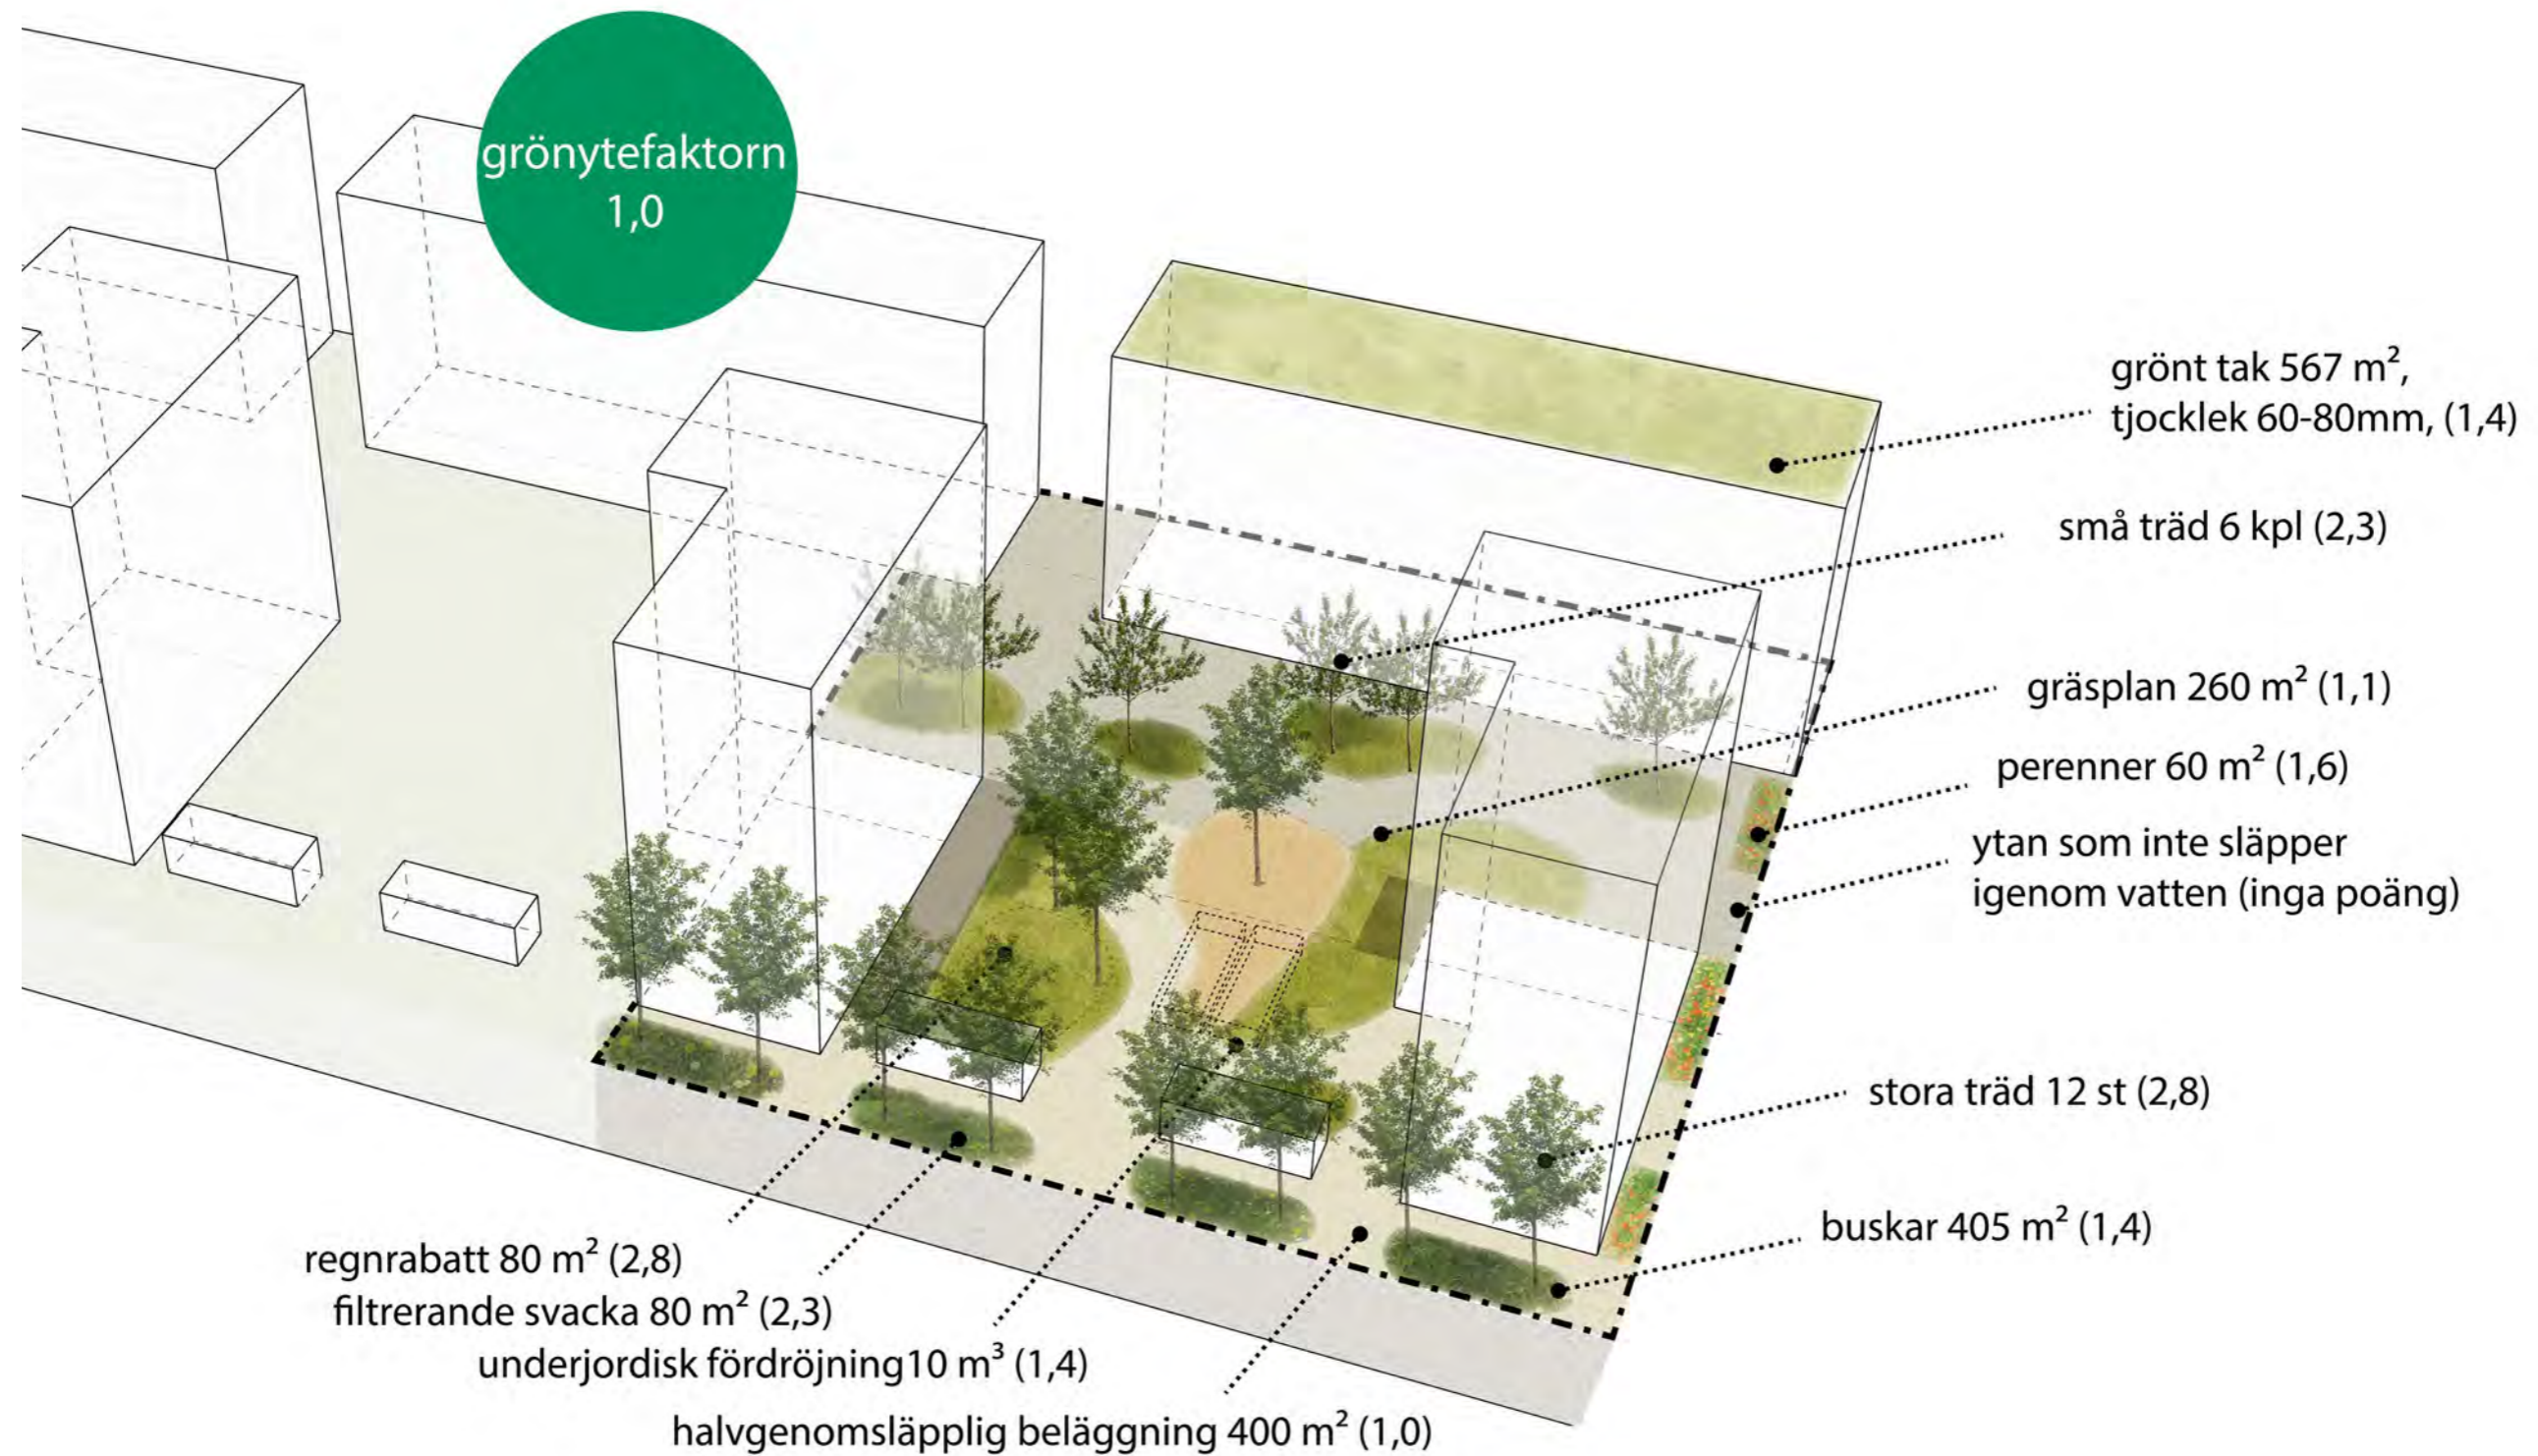 grönytefaktorn
1,0
grönt tak 567 m²,
tjocklek 60-80mm, (1,4)
små träd 6 kpl (2,3)
gräsplan 260 m² (1,1)
perenner 60 m² (1,6)
ytan som inte släpper
igenom vatten (inga poäng)
stora träd 12 st (2,8)
buskar 405 m² (1,4)
regnrabatt 80 m² (2,8)
filtrerande svacka 80 m² (2,3)
underjordisk fördröjning10 m³ (1,4)
halvgenomsläpplig beläggning 400 m² (1,0)